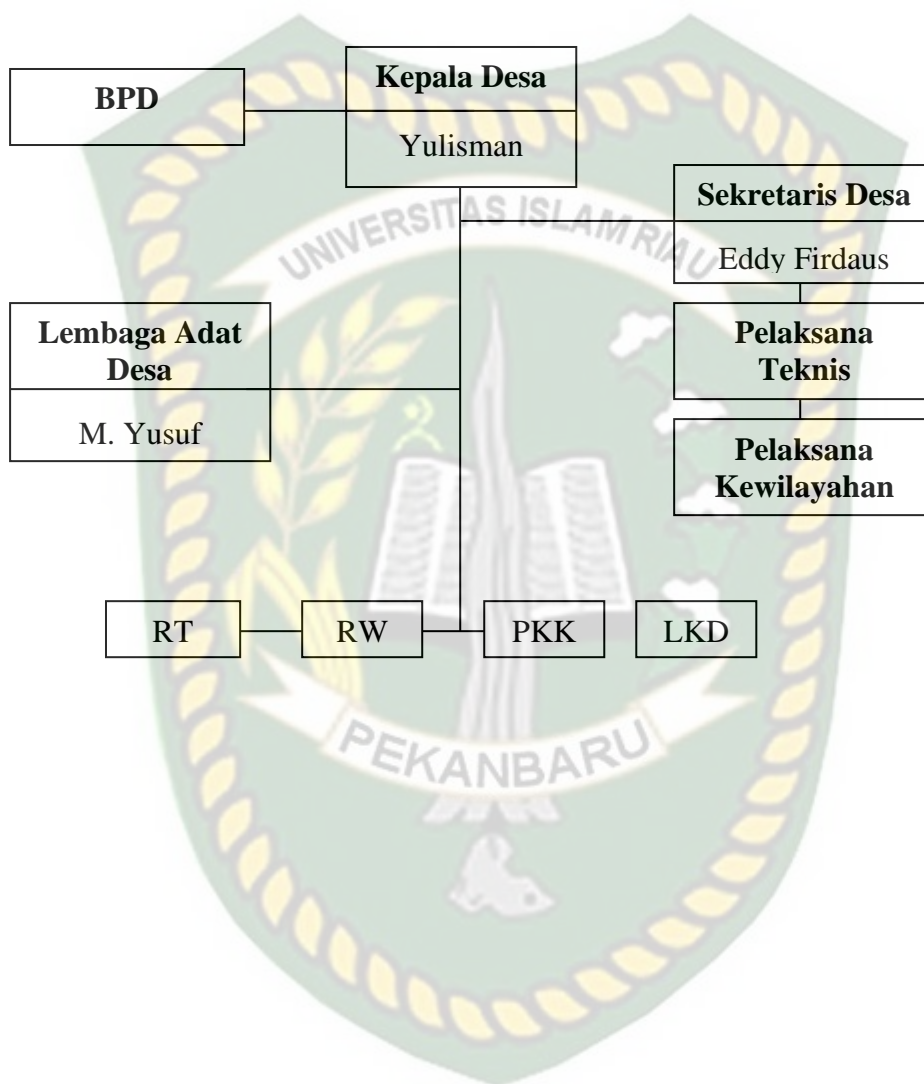 BPD
Kepala Desa
Yulisman
Sekretaris Desa
Eddy Firdaus
Lembaga Adat
Desa
M. Yusuf
Pelaksana
Teknis
Pelaksana
Kewilayahan
RT
RW
PKK
LKD
UNIVERSITAS ISLAM RIAU
PEKANBARU